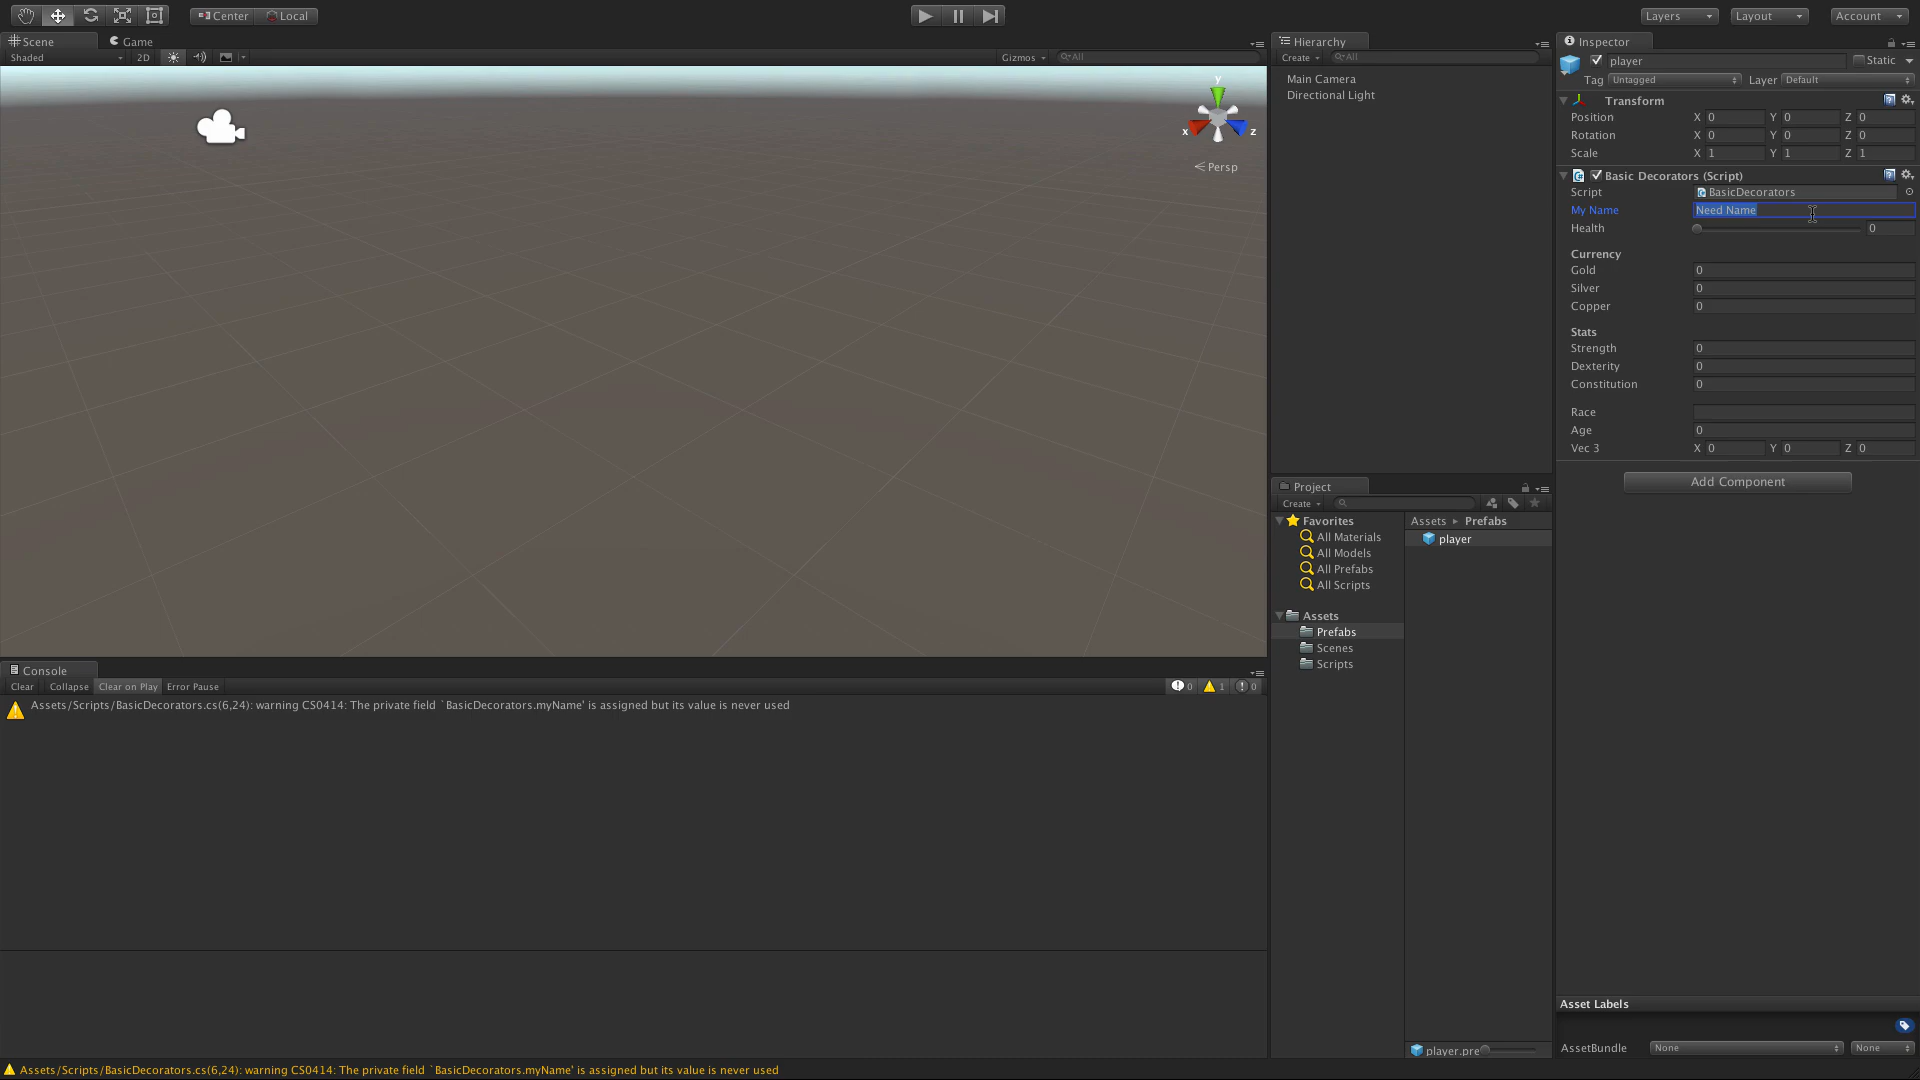 Center Local
Layers Layout Account
Scene Game
Shaded 2D Gizmos All
x y z
Persp
Hierarchy
Create All
Main Camera
Directional Light
Inspector
player Static
Tag Untagged Layer Default
Transform
Position X 0 Y 0 Z 0
Rotation X 0 Y 0 Z 0
Scale X 1 Y 1 Z 1
Basic Decorators (Script)
Script BasicDecorators
My Name Need Name
Health 0
Currency
Gold 0
Silver 0
Copper 0
Stats
Strength 0
Dexterity 0
Constitution 0
Race
Age 0
Vec 3 X 0 Y 0 Z 0
Add Component
Project
Create
Favorites
All Materials
All Models
All Prefabs
All Scripts
Assets
Prefabs
Scenes
Scripts
Assets Prefabs
player
player.pre
Console
Clear Collapse Clear on Play Error Pause 0 1 0
Assets/Scripts/BasicDecorators.cs(6,24): warning CS0414: The private field `BasicDecorators.myName' is assigned but its value is never used
Asset Labels
AssetBundle None None
Assets/Scripts/BasicDecorators.cs(6,24): warning CS0414: The private field `BasicDecorators.myName' is assigned but its value is never used